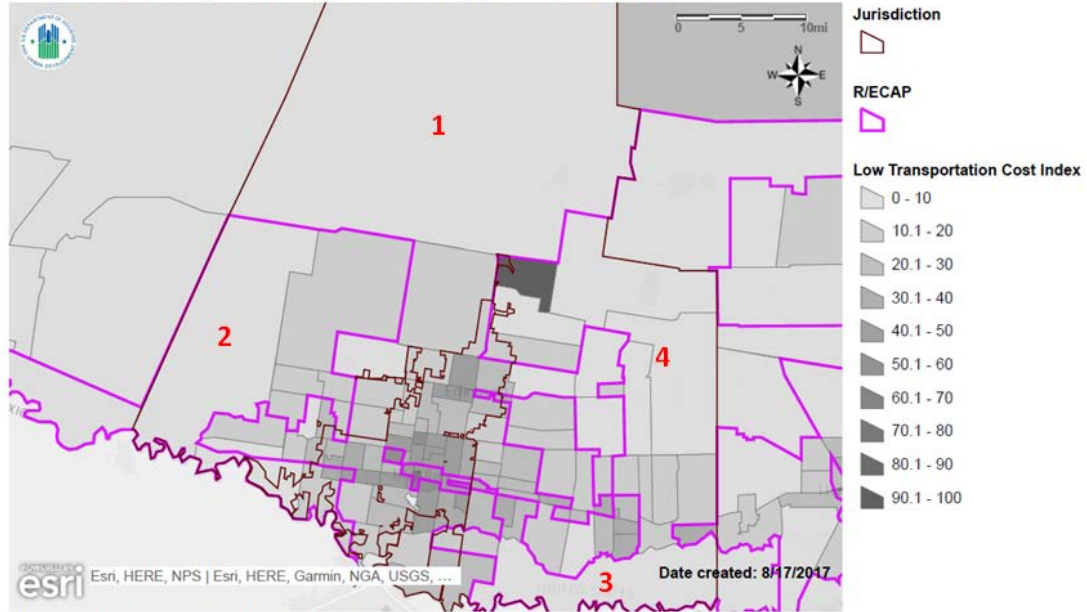 0 5 10mi
N
W E
S
1
2
4
3
POWERED BY
esri
Esri, HERE, NPS | Esri, HERE, Garmin, NGA, USGS, ...
Date created: 8/17/2017
Jurisdiction
R/ECAP
Low Transportation Cost Index
0 - 10
10.1 - 20
20.1 - 30
30.1 - 40
40.1 - 50
50.1 - 60
60.1 - 70
70.1 - 80
80.1 - 90
90.1 - 100